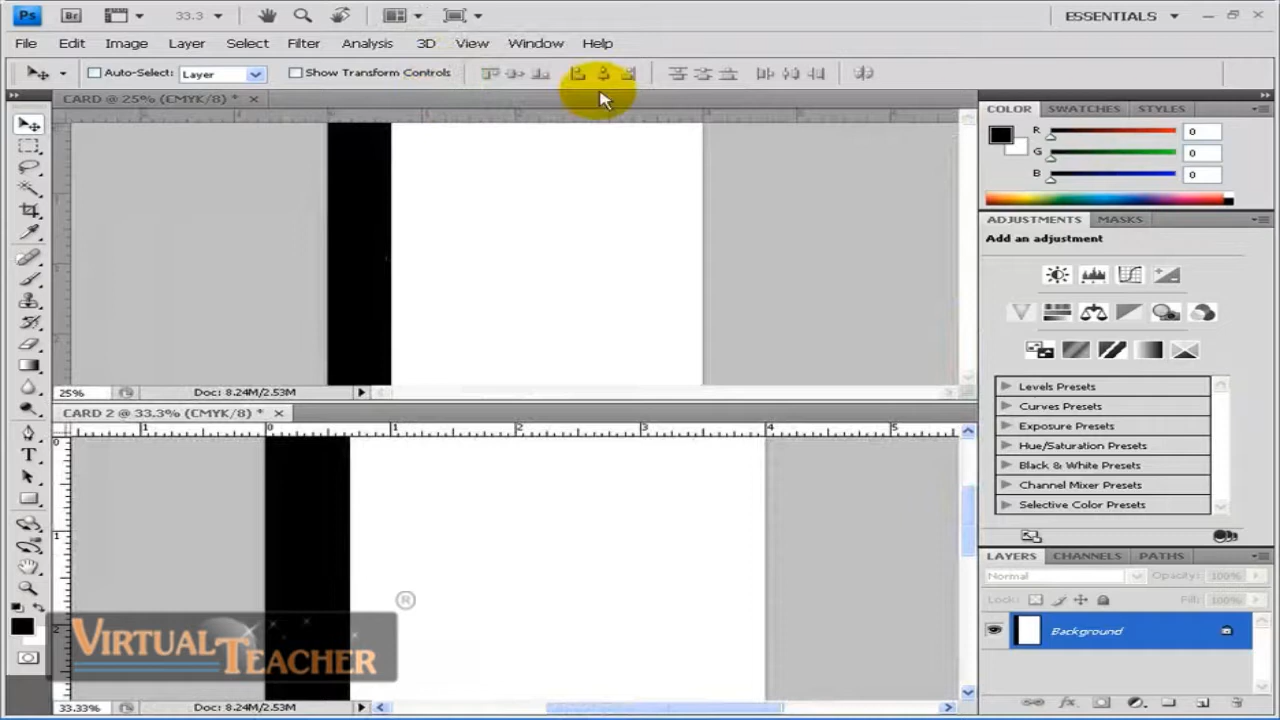 Ps Br 33.3 ESSENTIALS
File Edit Image Layer Select Filter Analysis 3D View Window Help
Auto-Select: Layer Show Transform Controls
CARD @ 25% (CMYK/8) *
COLOR SWATCHES STYLES
R 0
G 0
B 0
ADJUSTMENTS MASKS
Add an adjustment
Levels Presets
Curves Presets
Exposure Presets
Hue/Saturation Presets
Black & White Presets
Channel Mixer Presets
Selective Color Presets
25% Doc: 8.24M/2.53M
CARD 2 @ 33.3% (CMYK/8) *
0 1 0 1 2 3 4 5
1
2
LAYERS CHANNELS PATHS
Normal Opacity: 100%
Lock: Fill: 100%
Background
®
VIRTUAL TEACHER
33.33% Doc: 8.24M/2.53M